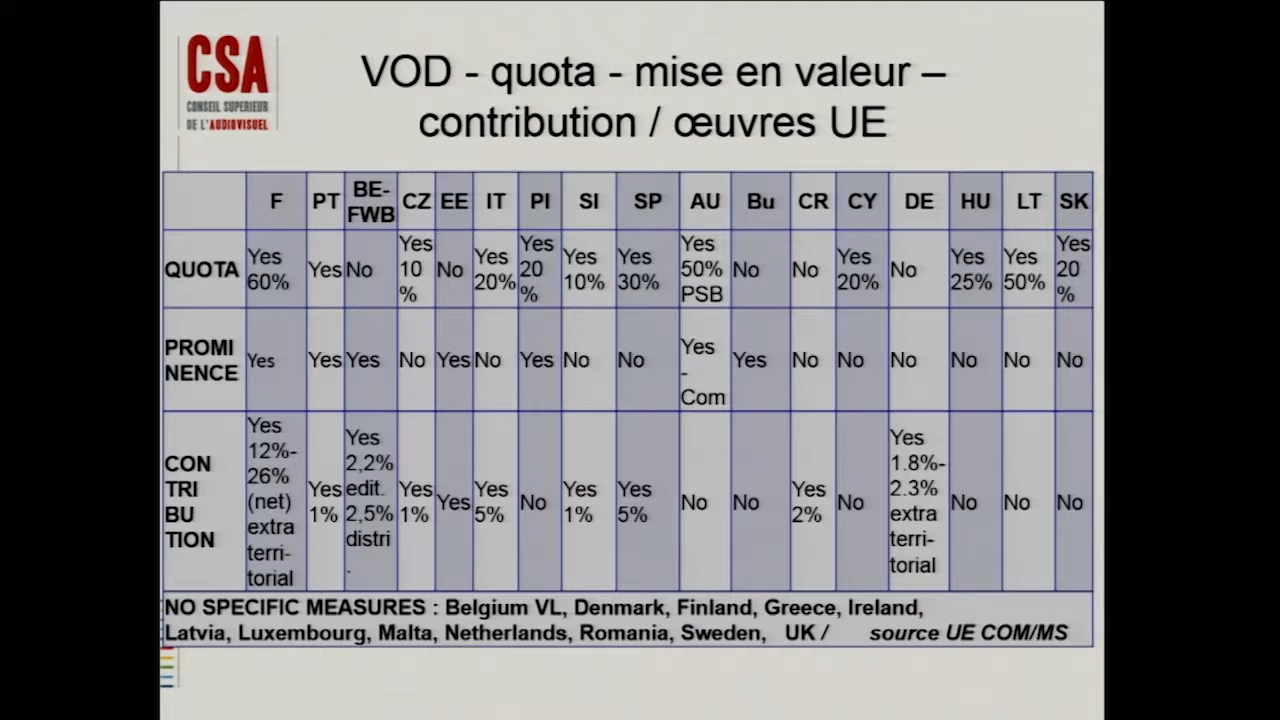 CSA
CONSEIL SUPERIEUR
DE L'AUDIOVISUEL
VOD - quota - mise en valeur –
contribution / œuvres UE
F PT BE-FWB CZ EE IT PI SI SP AU Bu CR CY DE HU LT SK
QUOTA Yes 60% Yes No Yes 10 % No Yes 20% Yes 20 % Yes 10% Yes 30% Yes 50% PSB No No Yes 20% No Yes 25% Yes 50% Yes 20 %
PROMI NENCE Yes Yes Yes No Yes No Yes No No Yes - Com Yes No No No No No No
CON TRI BU TION Yes 12%-26% (net) extra terri-torial Yes 1% Yes 2,2% edit. 2,5% distri . Yes 1% Yes Yes 5% No Yes 1% Yes 5% No No Yes 2% No Yes 1.8%-2.3% extra terri-torial No No No
NO SPECIFIC MEASURES : Belgium VL, Denmark, Finland, Greece, Ireland,
Latvia, Luxembourg, Malta, Netherlands, Romania, Sweden, UK / source UE COM/MS